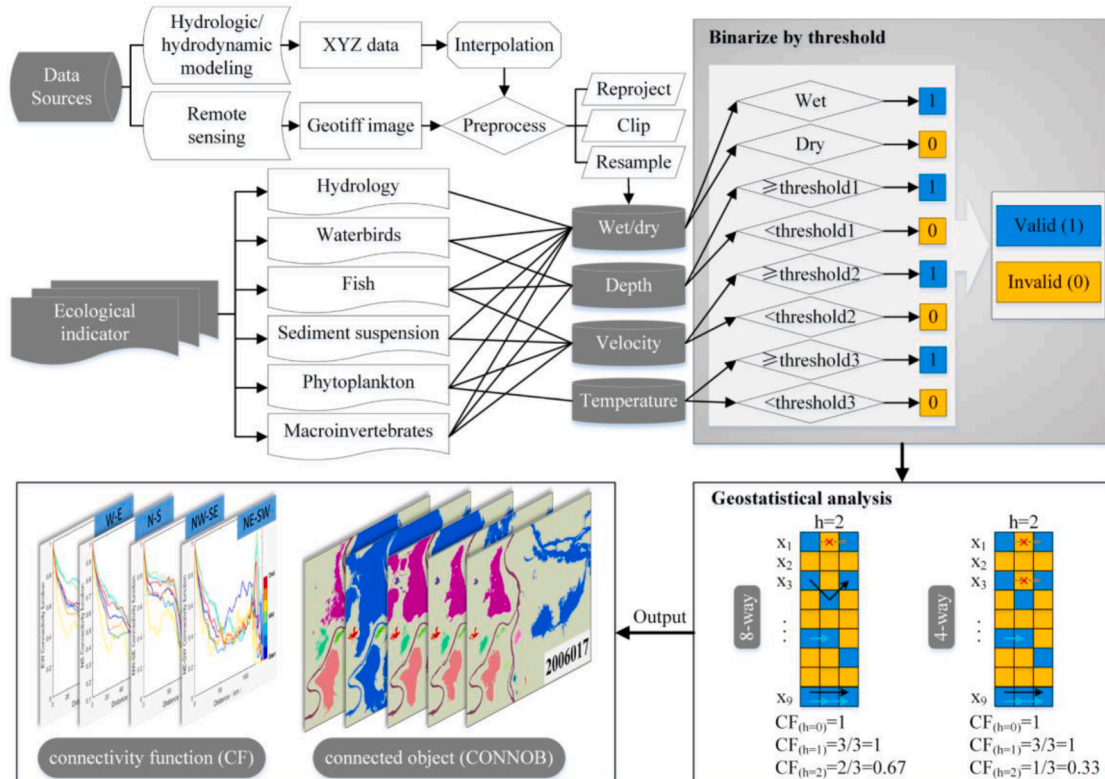 Data
Sources
Hydrologic/
hydrodynamic
modeling
XYZ data
Interpolation
Remote
sensing
Geotiff image
Preprocess
Reproject
Clip
Resample
Ecological
indicator
Hydrology
Waterbirds
Fish
Sediment suspension
Phytoplankton
Macroinvertebrates
Wet/dry
Depth
Velocity
Temperature
Binarize by threshold
Wet
1
Dry
0
⩾threshold1
1
<threshold1
0
⩾threshold2
1
<threshold2
0
⩾threshold3
1
<threshold3
0
Valid (1)
Invalid (0)
Geostatistical analysis
h=2
h=2
x1
x2
x3
⋮
x9
8-way
x1
x2
x3
⋮
x9
4-way
CF(h=0)=1
CF(h=1)=3/3=1
CF(h=2)=2/3=0.67
CF(h=0)=1
CF(h=1)=3/3=1
CF(h=2)=1/3=0.33
Output
W-E
N-S
NW-SE
NE-SW
2006017
connectivity function (CF)
connected object (CONNOB)